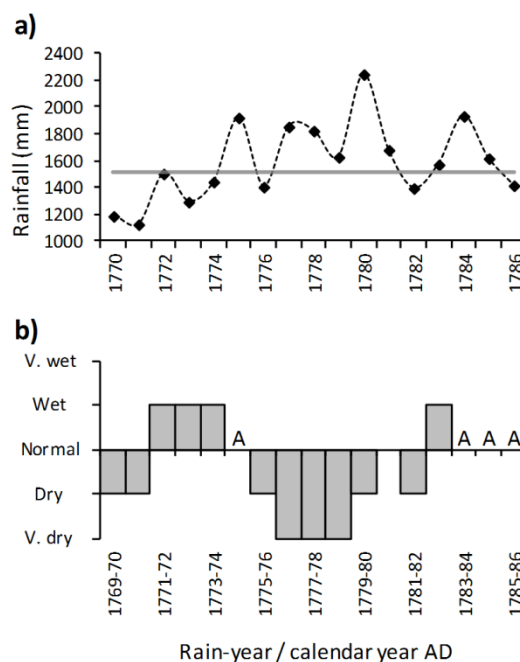 a)
Rainfall (mm)
2400
2200
2000
1800
1600
1400
1200
1000
1770
1772
1774
1776
1778
1780
1782
1784
1786
b)
V. wet
Wet
Normal
Dry
V. dry
A
A A A
1769-70
1771-72
1773-74
1775-76
1777-78
1779-80
1781-82
1783-84
1785-86
Rain-year / calendar year AD